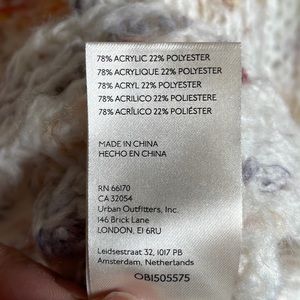 78% ACRYLIC 22% POLYESTER
78% ACRYLIQUE 22% POLYESTER
78% ACRYL 22% POLYESTER
78% ACRILICO 22% POLIESTERE
78% ACRÍLICO 22% POLIÉSTER
MADE IN CHINA
HECHO EN CHINA
RN 66170
CA 32054
Urban Outfitters, Inc.
146 Brick Lane
LONDON, E1 6RU
Leidsestraat 32, 1017 PB
Amsterdam, Netherlands
OB1505575